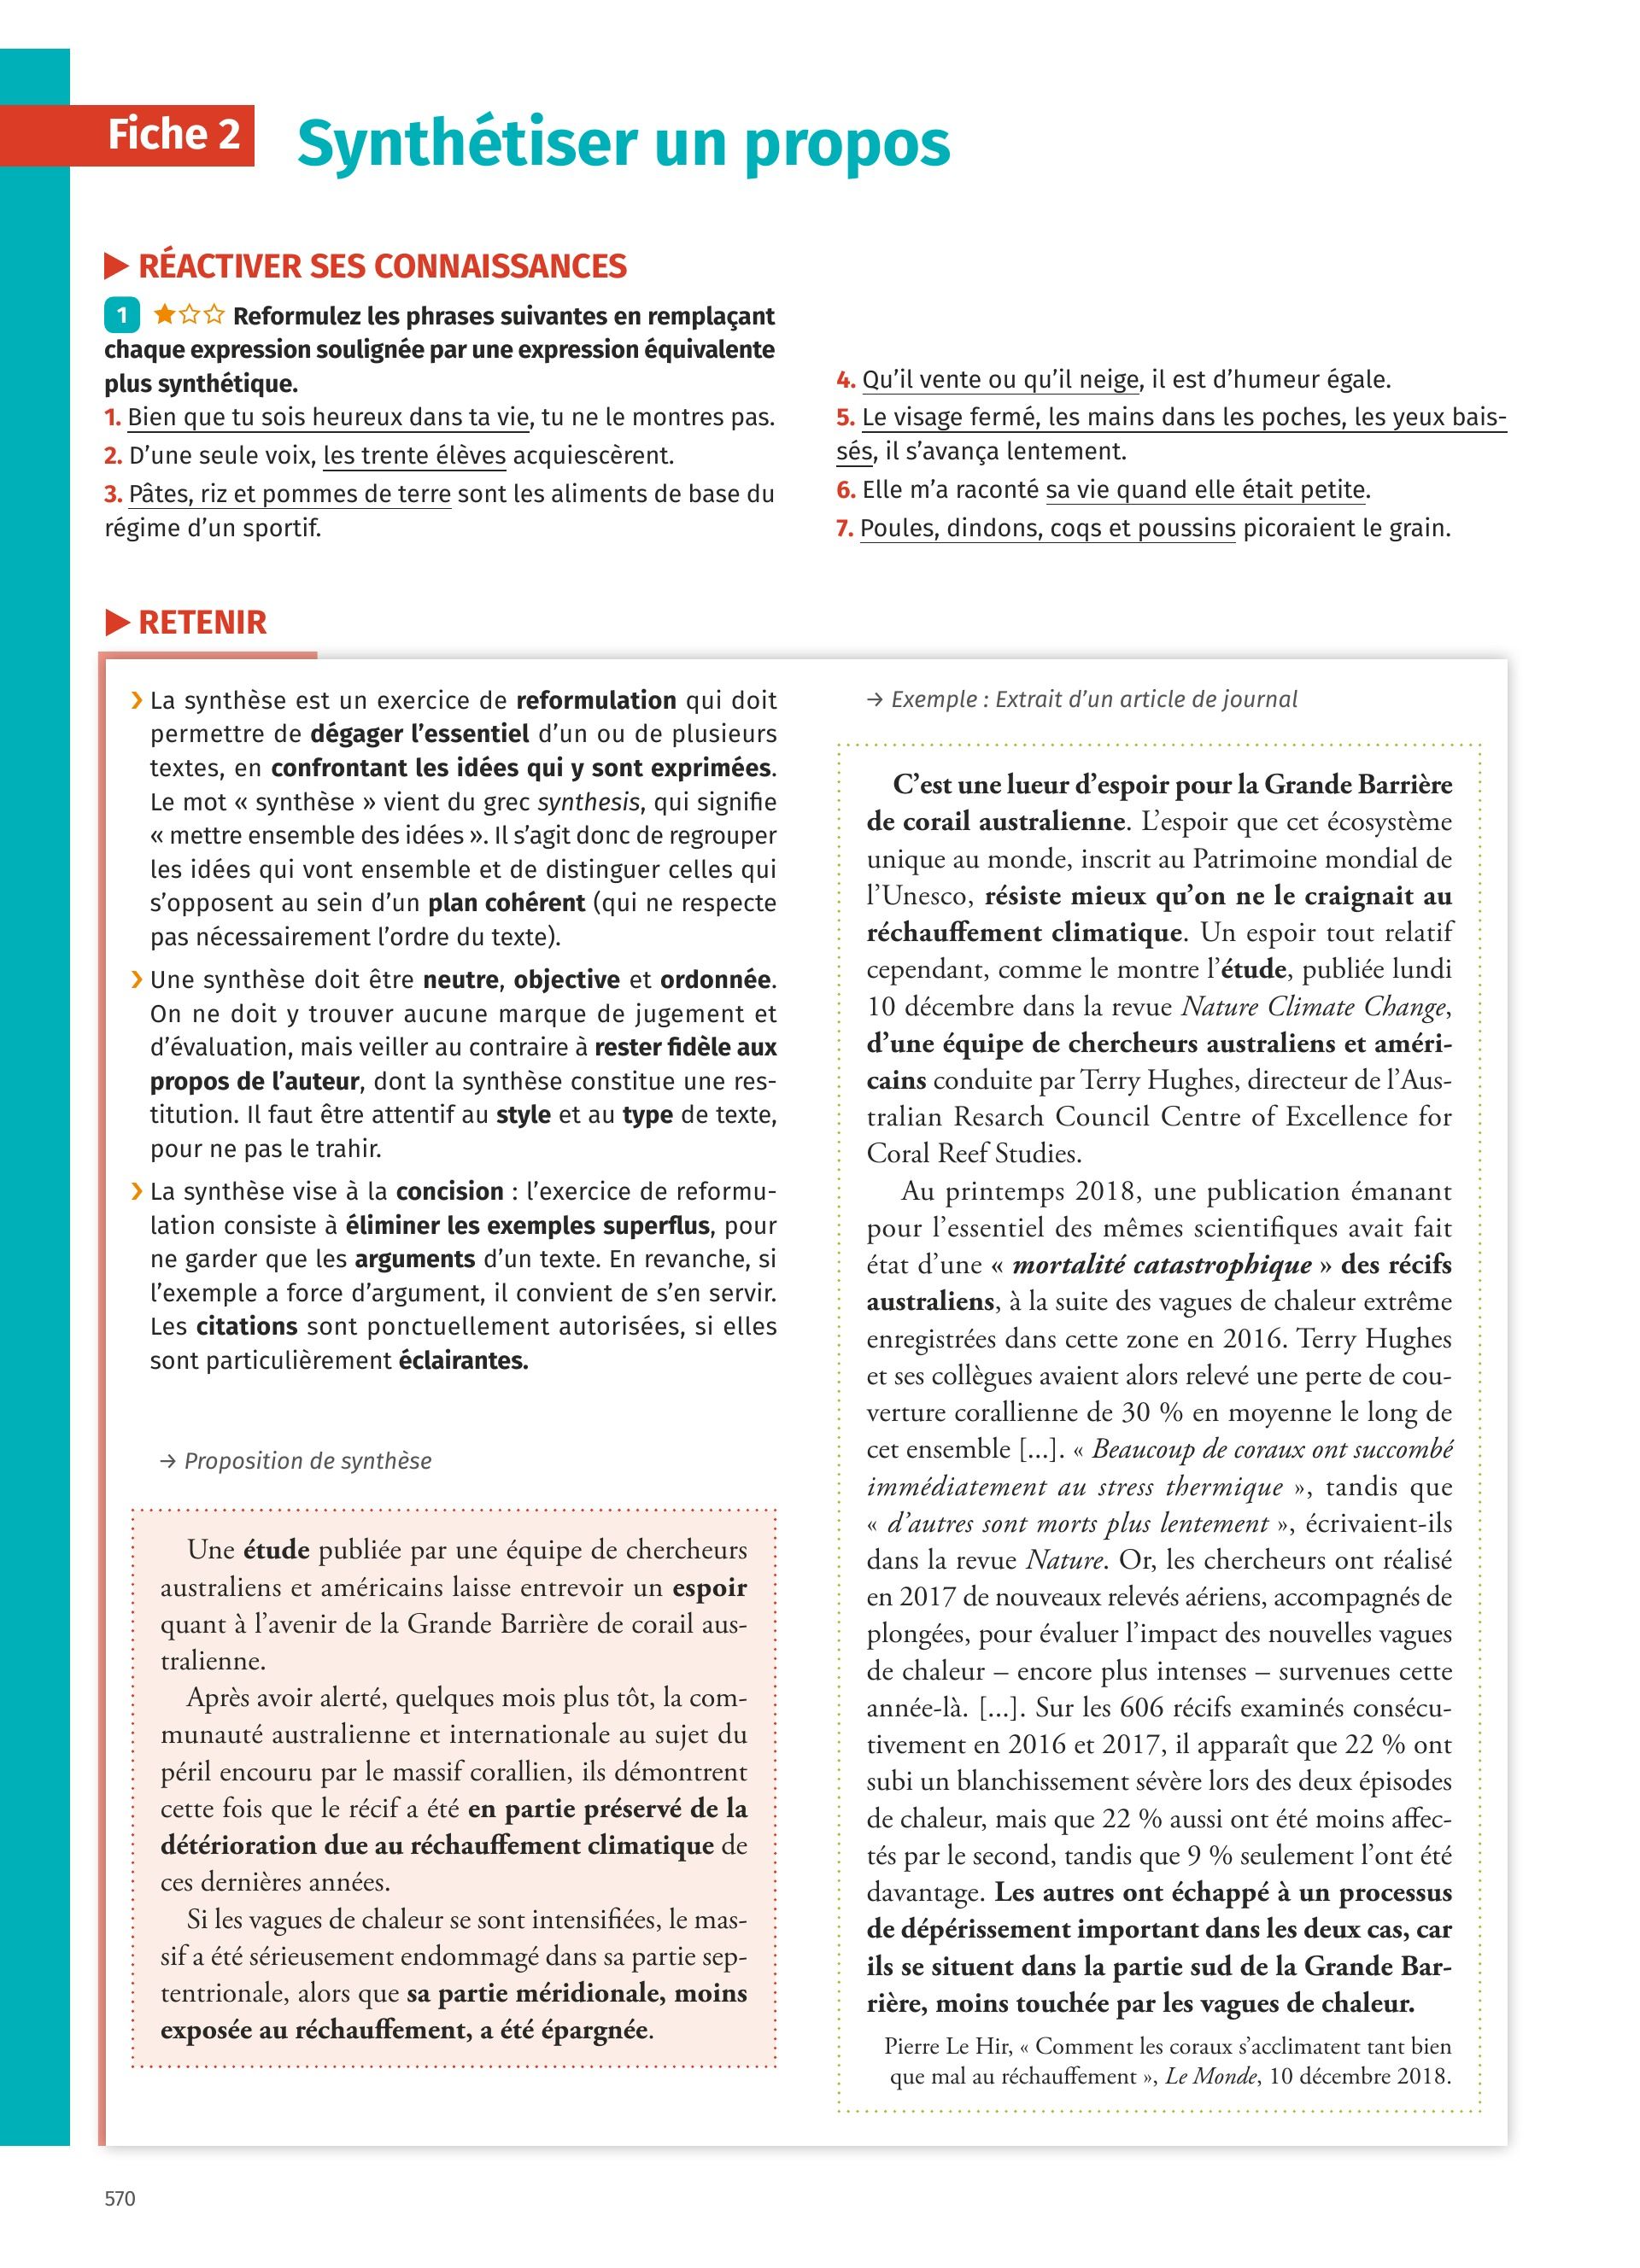 Fiche 2
Synthétiser un propos
RÉACTIVER SES CONNAISSANCES
1 Reformulez les phrases suivantes en remplaçant
chaque expression soulignée par une expression équivalente
plus synthétique.
1. Bien que tu sois heureux dans ta vie, tu ne le montres pas.
2. D’une seule voix, les trente élèves acquiescèrent.
3. Pâtes, riz et pommes de terre sont les aliments de base du
régime d’un sportif.
4. Qu’il vente ou qu’il neige, il est d’humeur égale.
5. Le visage fermé, les mains dans les poches, les yeux bais-
sés, il s’avança lentement.
6. Elle m’a raconté sa vie quand elle était petite.
7. Poules, dindons, coqs et poussins picoraient le grain.
RETENIR
› La synthèse est un exercice de reformulation qui doit
permettre de dégager l’essentiel d’un ou de plusieurs
textes, en confrontant les idées qui y sont exprimées.
Le mot « synthèse » vient du grec synthesis, qui signifie
« mettre ensemble des idées ». Il s’agit donc de regrouper
les idées qui vont ensemble et de distinguer celles qui
s’opposent au sein d’un plan cohérent (qui ne respecte
pas nécessairement l’ordre du texte).
› Une synthèse doit être neutre, objective et ordonnée.
On ne doit y trouver aucune marque de jugement et
d’évaluation, mais veiller au contraire à rester fidèle aux
propos de l’auteur, dont la synthèse constitue une res-
titution. Il faut être attentif au style et au type de texte,
pour ne pas le trahir.
› La synthèse vise à la concision : l’exercice de reformu-
lation consiste à éliminer les exemples superflus, pour
ne garder que les arguments d’un texte. En revanche, si
l’exemple a force d’argument, il convient de s’en servir.
Les citations sont ponctuellement autorisées, si elles
sont particulièrement éclairantes.
→ Proposition de synthèse
Une étude publiée par une équipe de chercheurs
australiens et américains laisse entrevoir un espoir
quant à l’avenir de la Grande Barrière de corail aus-
tralienne.
Après avoir alerté, quelques mois plus tôt, la com-
munauté australienne et internationale au sujet du
péril encouru par le massif corallien, ils démontrent
cette fois que le récif a été en partie préservé de la
détérioration due au réchauffement climatique de
ces dernières années.
Si les vagues de chaleur se sont intensifiées, le mas-
sif a été sérieusement endommagé dans sa partie sep-
tentrionale, alors que sa partie méridionale, moins
exposée au réchauffement, a été épargnée.
→ Exemple : Extrait d’un article de journal
C’est une lueur d’espoir pour la Grande Barrière
de corail australienne. L’espoir que cet écosystème
unique au monde, inscrit au Patrimoine mondial de
l’Unesco, résiste mieux qu’on ne le craignait au
réchauffement climatique. Un espoir tout relatif
cependant, comme le montre l’étude, publiée lundi
10 décembre dans la revue Nature Climate Change,
d’une équipe de chercheurs australiens et améri-
cains conduite par Terry Hughes, directeur de l’Aus-
tralian Resarch Council Centre of Excellence for
Coral Reef Studies.
Au printemps 2018, une publication émanant
pour l’essentiel des mêmes scientifiques avait fait
état d’une « mortalité catastrophique » des récifs
australiens, à la suite des vagues de chaleur extrême
enregistrées dans cette zone en 2016. Terry Hughes
et ses collègues avaient alors relevé une perte de cou-
verture corallienne de 30 % en moyenne le long de
cet ensemble [...]. « Beaucoup de coraux ont succombé
immédiatement au stress thermique », tandis que
« d’autres sont morts plus lentement », écrivaient-ils
dans la revue Nature. Or, les chercheurs ont réalisé
en 2017 de nouveaux relevés aériens, accompagnés de
plongées, pour évaluer l’impact des nouvelles vagues
de chaleur – encore plus intenses – survenues cette
année-là. [...]. Sur les 606 récifs examinés consécu-
tivement en 2016 et 2017, il apparaît que 22 % ont
subi un blanchissement sévère lors des deux épisodes
de chaleur, mais que 22 % aussi ont été moins affec-
tés par le second, tandis que 9 % seulement l’ont été
davantage. Les autres ont échappé à un processus
de dépérissement important dans les deux cas, car
ils se situent dans la partie sud de la Grande Bar-
rière, moins touchée par les vagues de chaleur.
Pierre Le Hir, « Comment les coraux s’acclimatent tant bien
que mal au réchauffement », Le Monde, 10 décembre 2018.
570